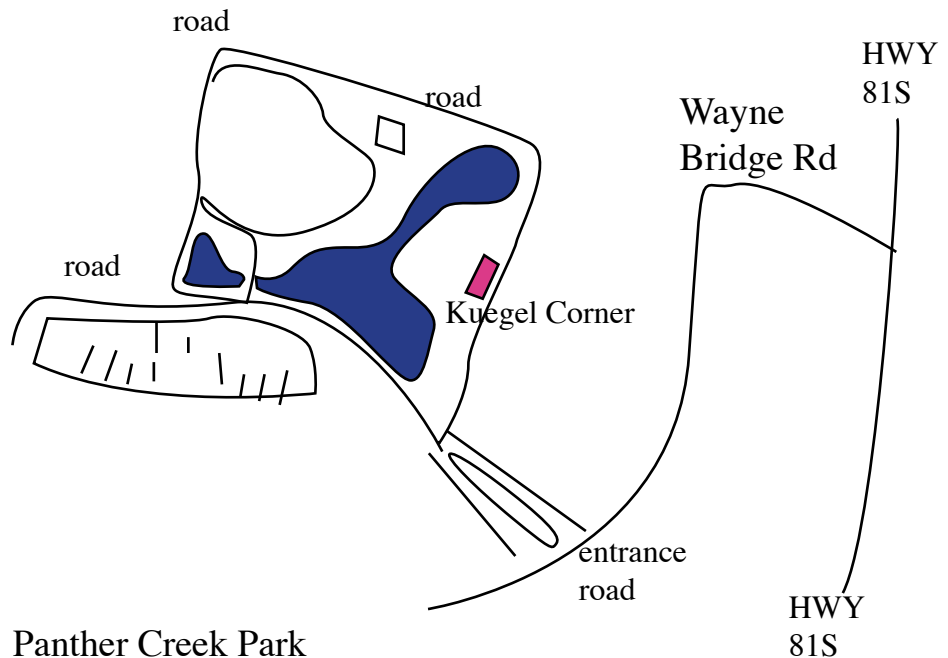 road
HWY
81S
road
Wayne
Bridge Rd
road
Kuegel Corner
entrance
road
HWY
81S
Panther Creek Park